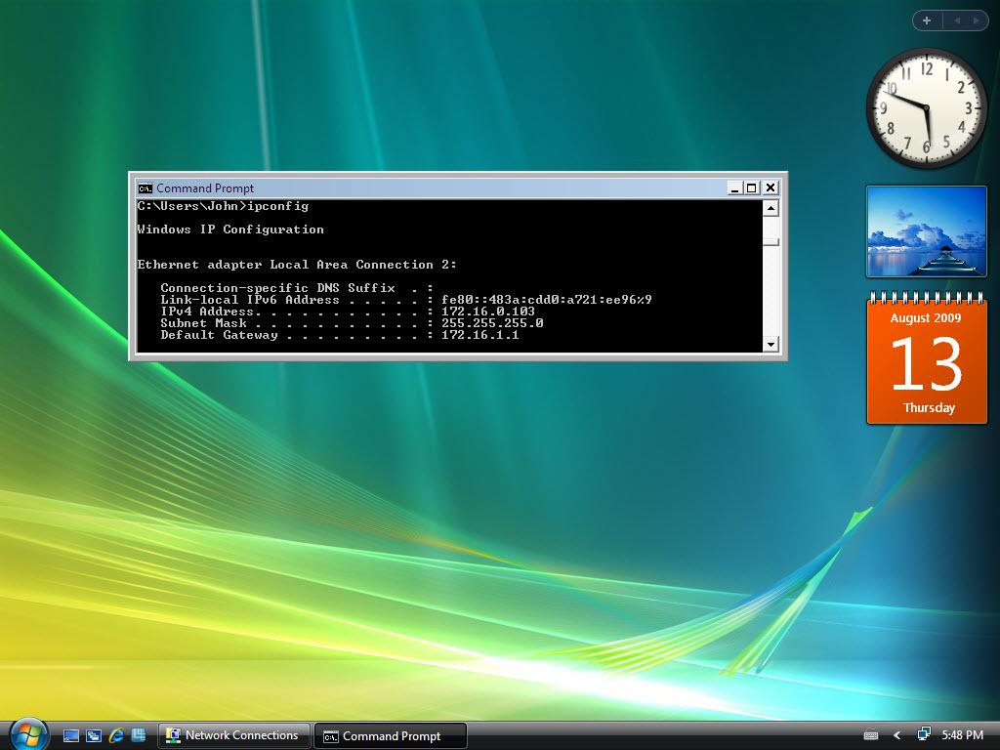 Command Prompt
C:\Users\John>ipconfig
Windows IP Configuration
Ethernet adapter Local Area Connection 2:
Connection-specific DNS Suffix  . :
Link-local IPv6 Address . . . . . : fe80::483a:cdd0:a721:ee96%9
IPv4 Address. . . . . . . . . . . : 172.16.0.103
Subnet Mask . . . . . . . . . . . : 255.255.255.0
Default Gateway . . . . . . . . . : 172.16.1.1
12
11
1
10
2
9
3
8
4
7
5
6
August 2009
13
Thursday
Network Connections
Command Prompt
5:48 PM